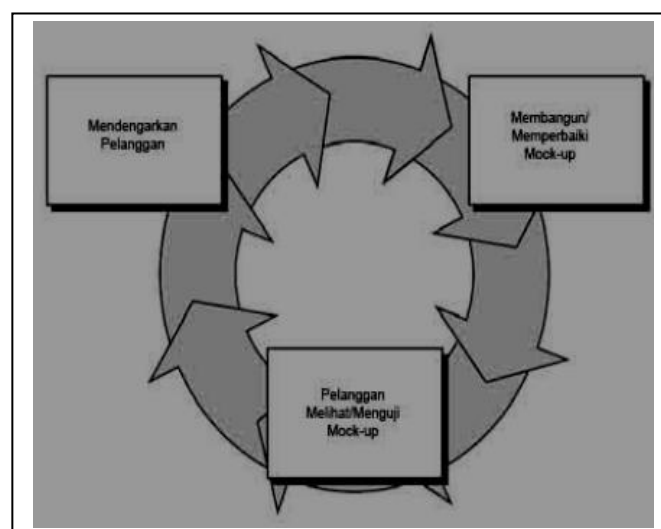 Mendengarkan
Pelanggan
Membangun/
Memperbaiki
Mock-up
Pelanggan
Melihat/Menguji
Mock-up